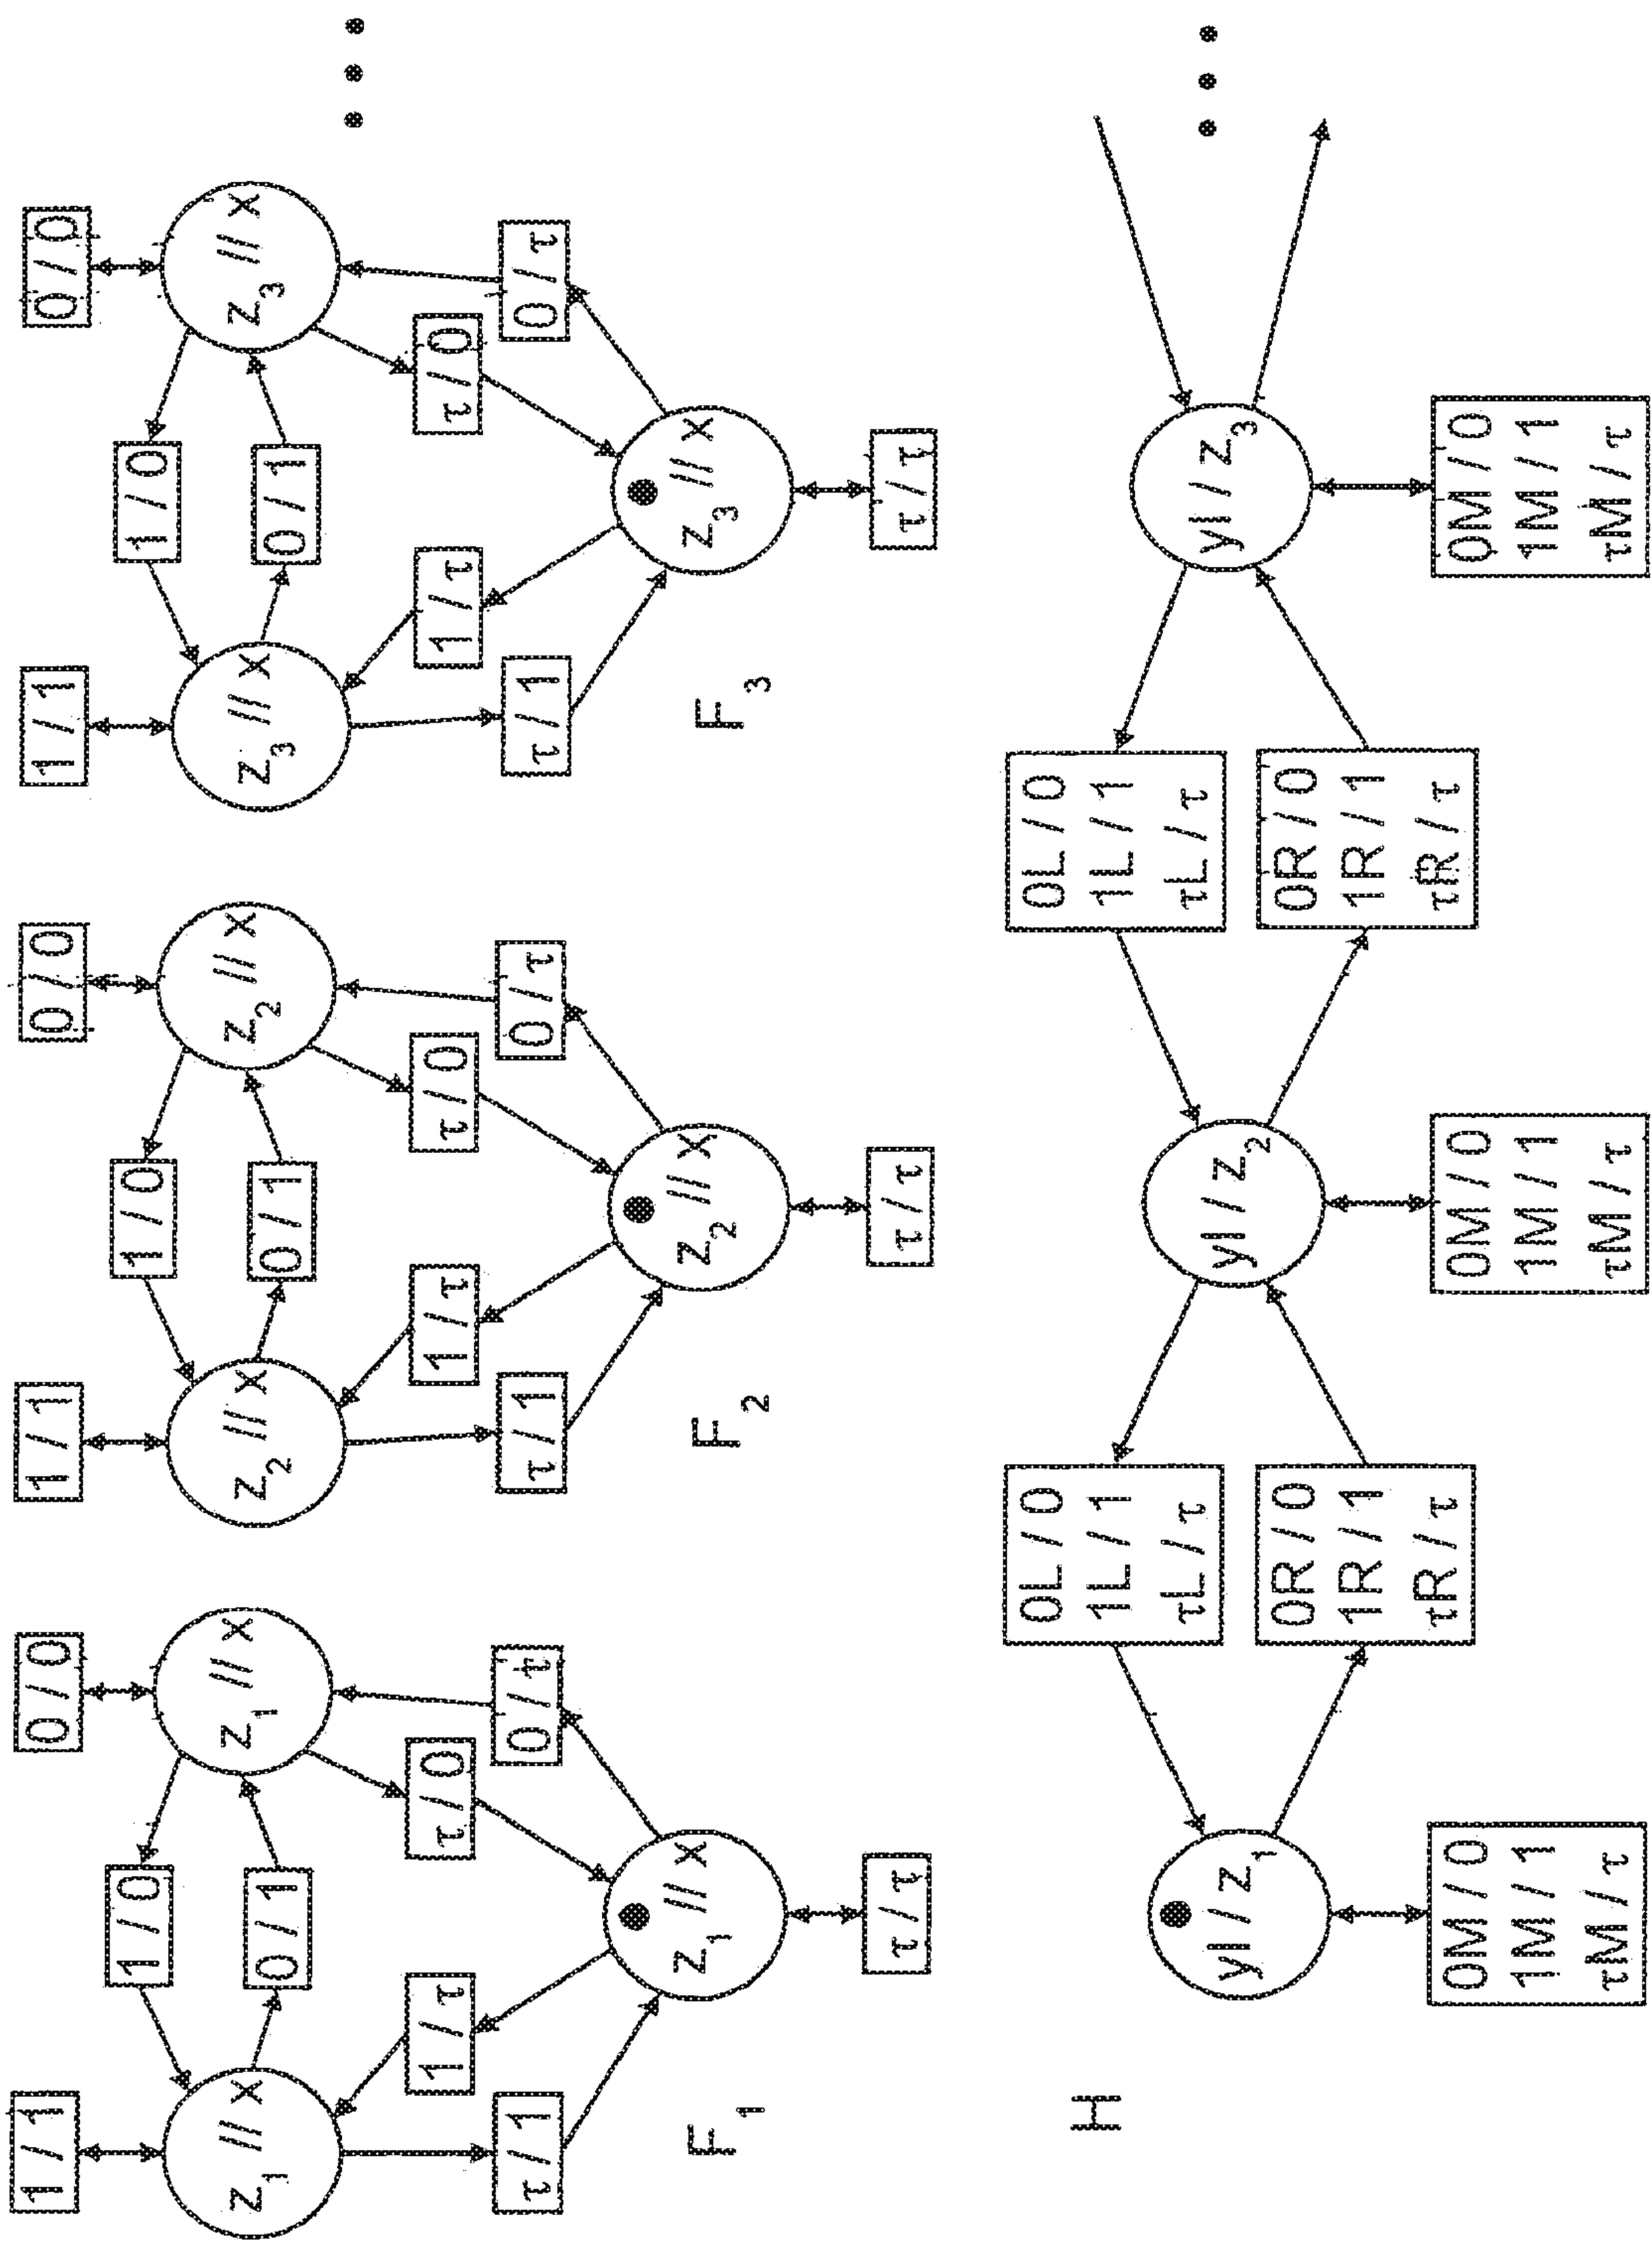 1 / 1
0 / 0
1 / 0
0 / 1
z1 // x
z1 // x
1 / τ
τ / 0
τ / 1
0 / τ
z1 // x
τ / τ
F1
1 / 1
0 / 0
1 / 0
0 / 1
z2 // x
z2 // x
1 / τ
τ / 0
τ / 1
0 / τ
z2 // x
τ / τ
F2
1 / 1
0 / 0
1 / 0
0 / 1
z3 // x
z3 // x
1 / τ
τ / 0
τ / 1
0 / τ
z3 // x
τ / τ
F3
H
yl / z1
0M / 0
1M / 1
τM / τ
0L / 0
1L / 1
τL / τ
0R / 0
1R / 1
τR / τ
yl / z2
0M / 0
1M / 1
τM / τ
0L / 0
1L / 1
τL / τ
0R / 0
1R / 1
τR / τ
yl / z3
0M / 0
1M / 1
τM / τ